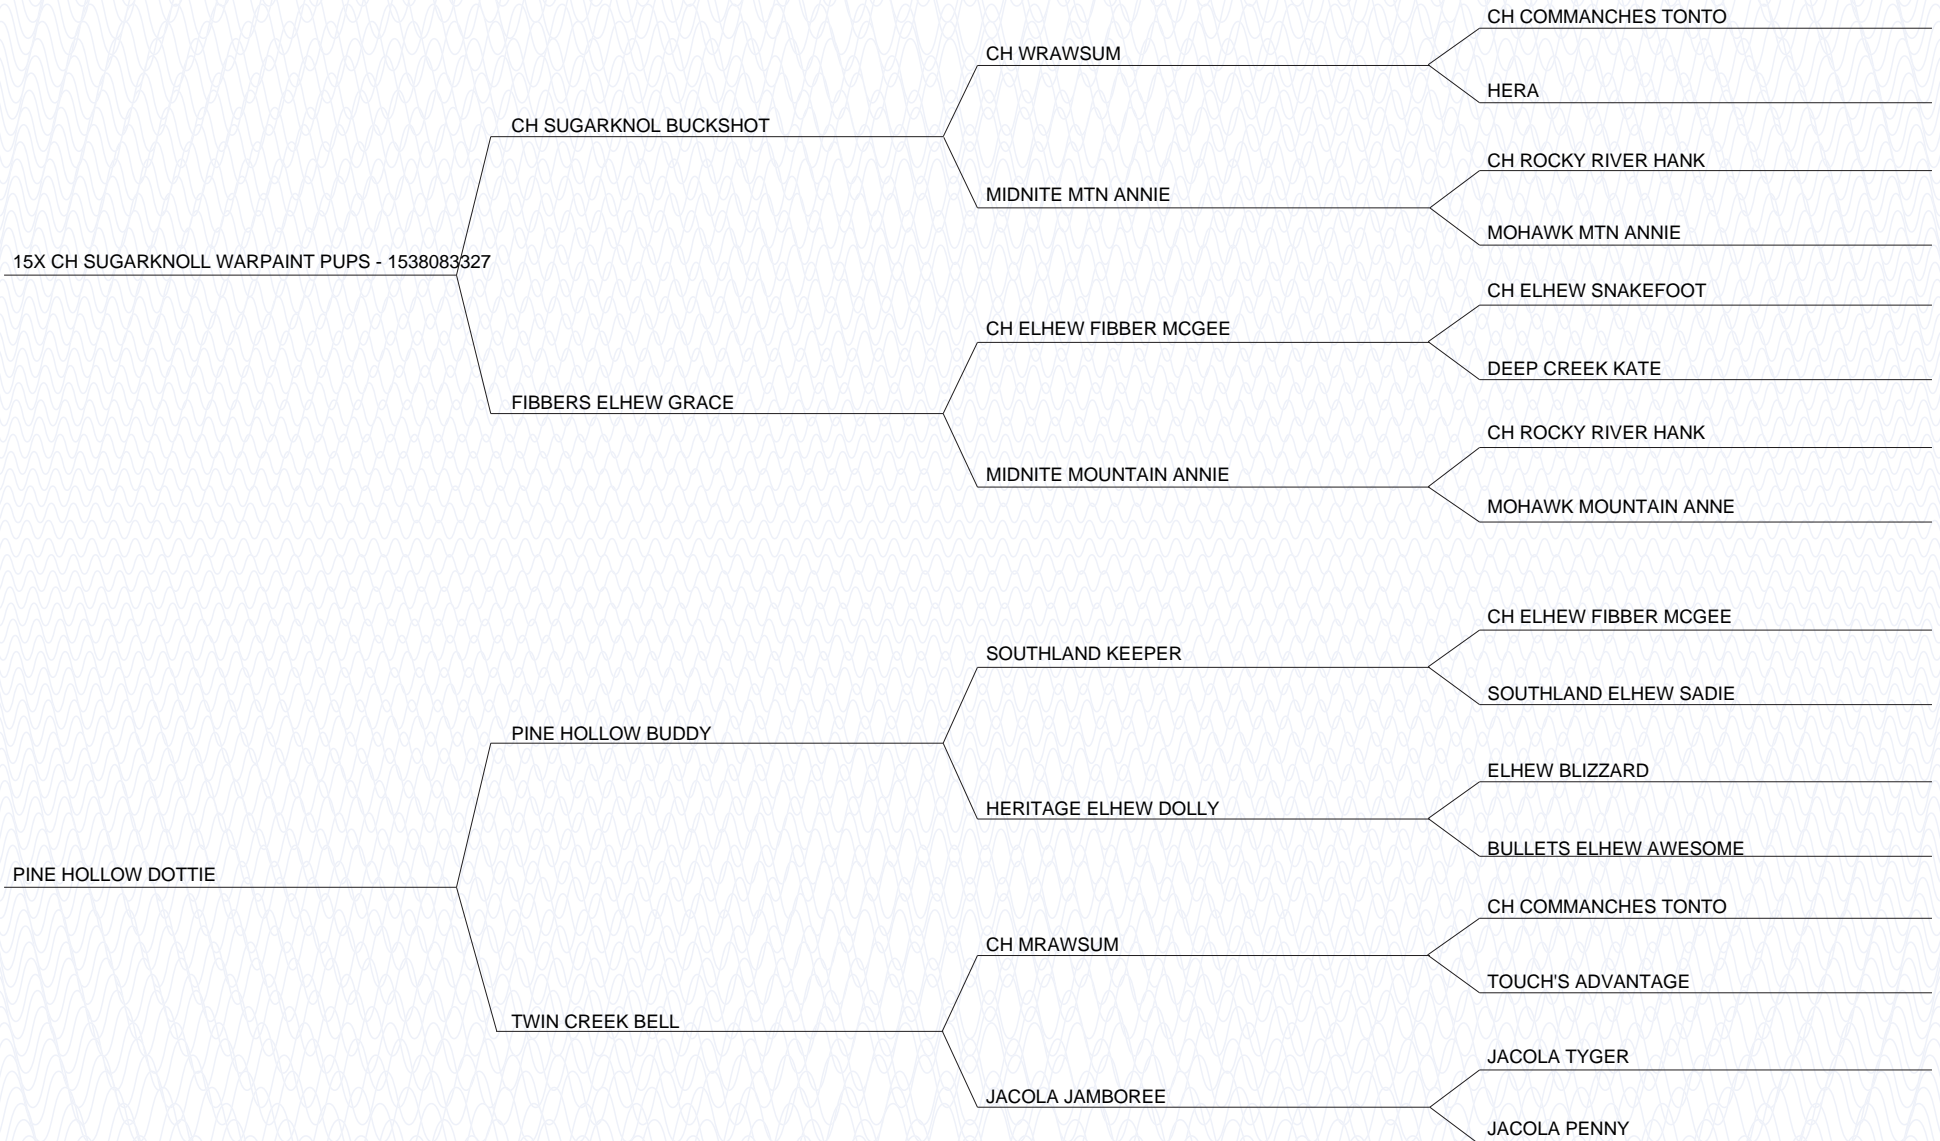 CH COMMANCHES TONTO
CH WRAWSUM
HERA
CH SUGARKNOL BUCKSHOT
CH ROCKY RIVER HANK
MIDNITE MTN ANNIE
MOHAWK MTN ANNIE
15X CH SUGARKNOLL WARPAINT PUPS - 1538083327
CH ELHEW SNAKEFOOT
CH ELHEW FIBBER MCGEE
DEEP CREEK KATE
FIBBERS ELHEW GRACE
CH ROCKY RIVER HANK
MIDNITE MOUNTAIN ANNIE
MOHAWK MOUNTAIN ANNE
CH ELHEW FIBBER MCGEE
SOUTHLAND KEEPER
SOUTHLAND ELHEW SADIE
PINE HOLLOW BUDDY
ELHEW BLIZZARD
HERITAGE ELHEW DOLLY
BULLETS ELHEW AWESOME
PINE HOLLOW DOTTIE
CH COMMANCHES TONTO
CH MRAWSUM
TOUCH'S ADVANTAGE
TWIN CREEK BELL
JACOLA TYGER
JACOLA JAMBOREE
JACOLA PENNY